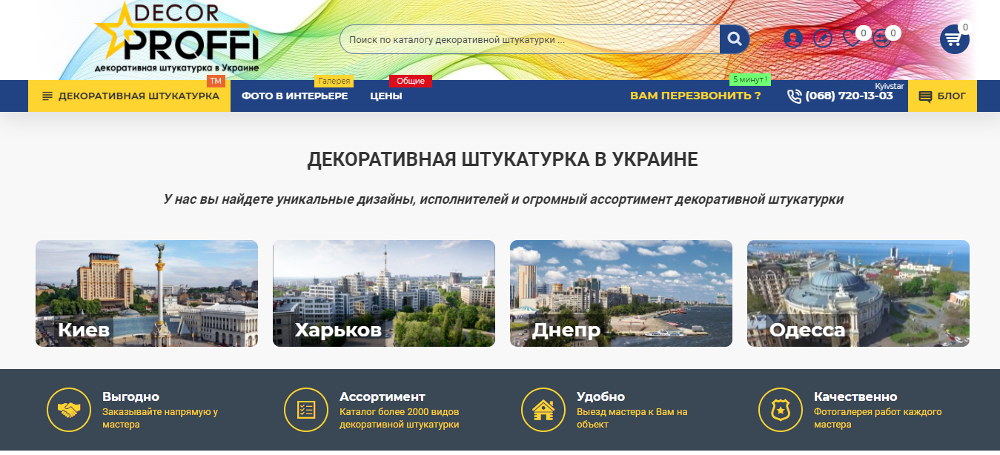 DECOR
PROFFI
декоративная штукатурка в Украине
Поиск по каталогу декоративной штукатурки ...
0
0
0
ДЕКОРАТИВНАЯ ШТУКАТУРКА
TM
ФОТО В ИНТЕРЬЕРЕ
Галерея
ЦЕНЫ
Общие
ВАМ ПЕРЕЗВОНИТЬ ?
5 минут !
(068) 720-13-03
Kyivstar
БЛОГ
ДЕКОРАТИВНАЯ ШТУКАТУРКА В УКРАИНЕ
У нас вы найдете уникальные дизайны, исполнителей и огромный ассортимент декоративной штукатурки
Киев
Харьков
Днепр
Одесса
Выгодно
Заказывайте напрямую у
мастера
Ассортимент
Каталог более 2000 видов
декоративной штукатурки
Удобно
Выезд мастера к Вам на
объект
Качественно
Фотогалерея работ каждого
мастера